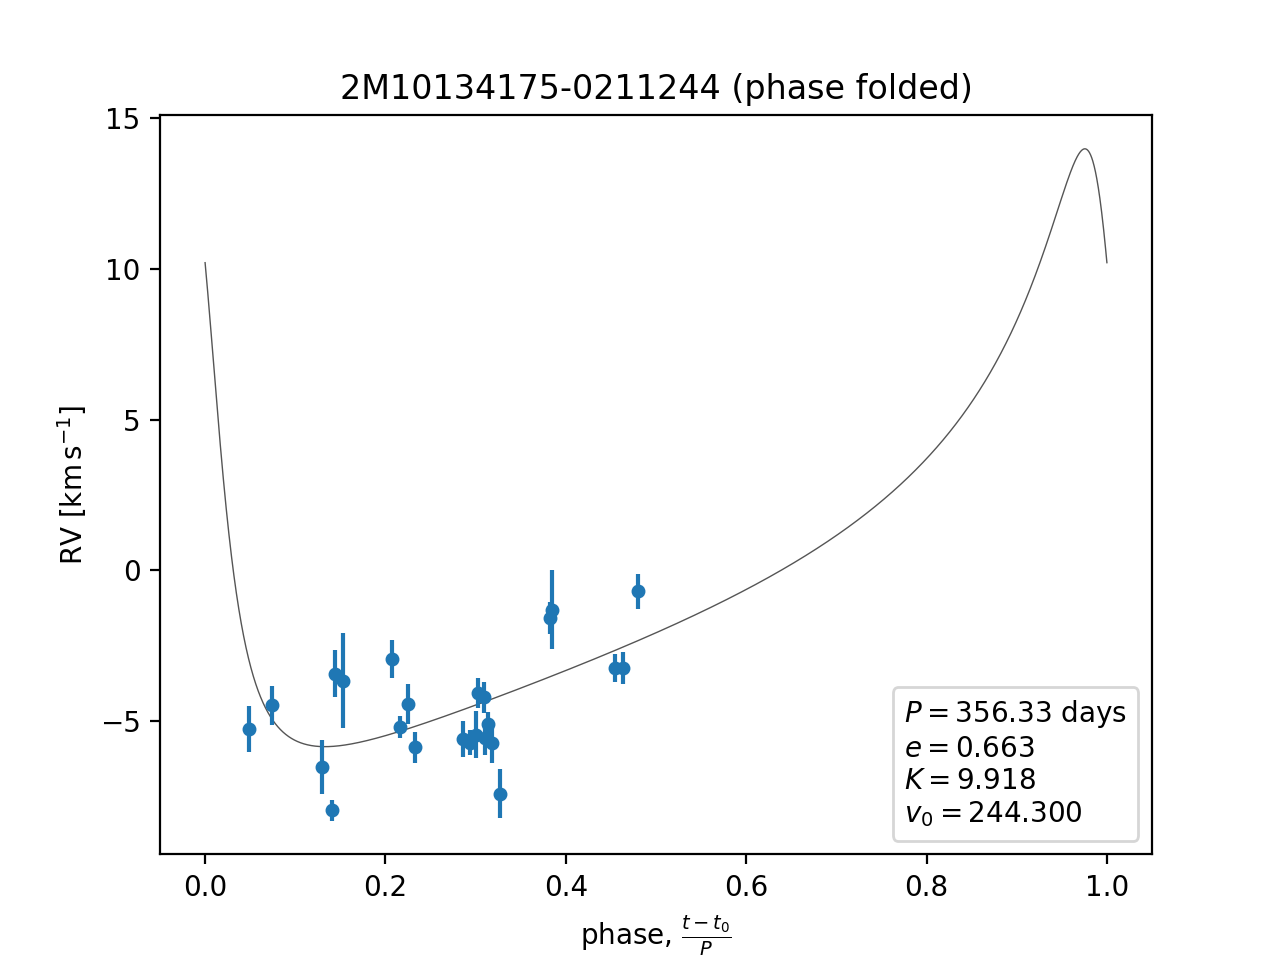 2M10134175-0211244 (phase folded)
15
10
5
0
−5
RV [km s⁻¹]
P = 356.33 days
e = 0.663
K = 9.918
v₀ = 244.300
0.0 0.2 0.4 0.6 0.8 1.0
phase, (t − t₀)/P